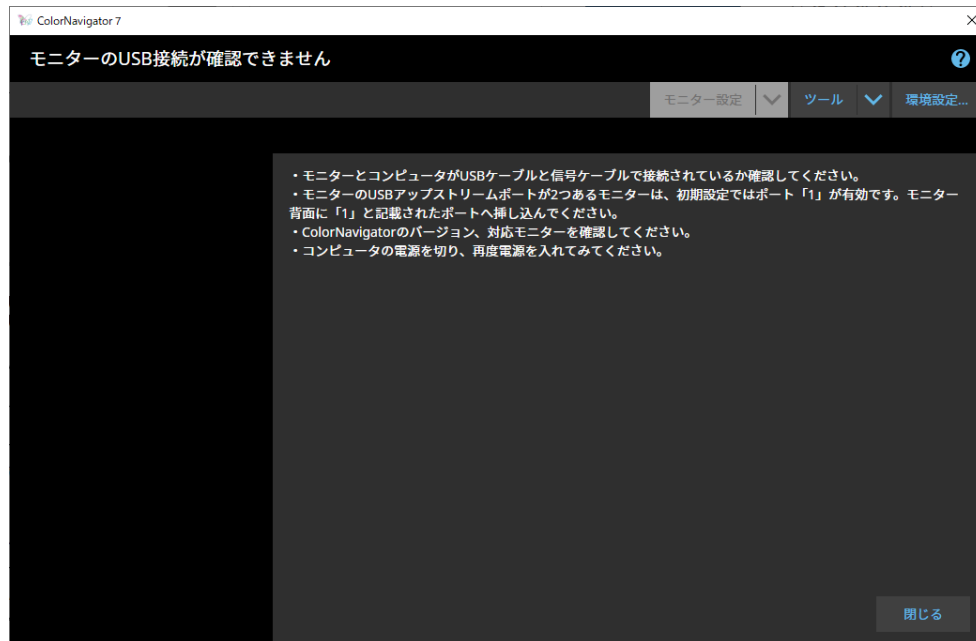 ColorNavigator 7
モニターのUSB接続が確認できません
?
モニター設定
ツール
環境設定...
・モニターとコンピュータがUSBケーブルと信号ケーブルで接続されているか確認してください。
・モニターのUSBアップストリームポートが2つあるモニターは、初期設定ではポート「1」が有効です。モニター
背面に「1」と記載されたポートへ挿し込んでください。
・ColorNavigatorのバージョン、対応モニターを確認してください。
・コンピュータの電源を切り、再度電源を入れてみてください。
閉じる